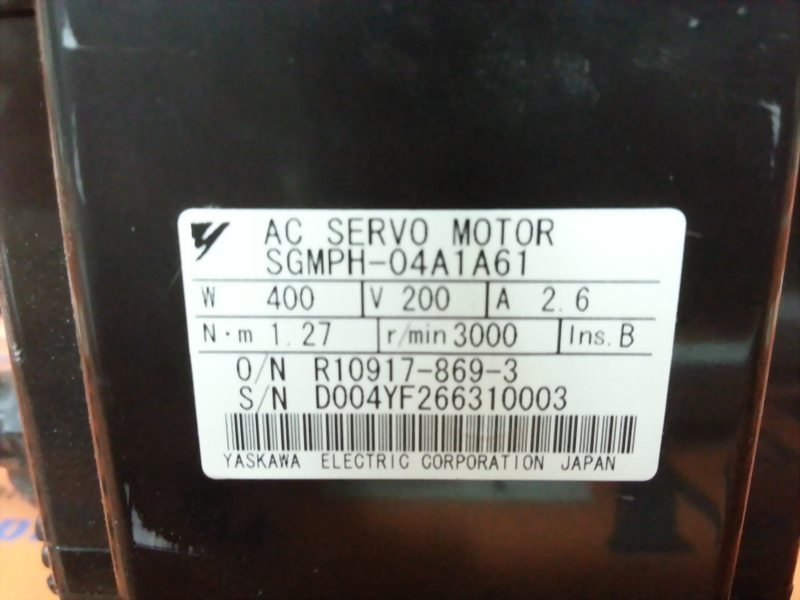 AC SERVO MOTOR
SGMPH-04A1A61
W 400 V 200 A 2.6
N·m 1.27 r/min 3000 Ins. B
O/N R10917-869-3
S/N D004YF266310003
YASKAWA ELECTRIC CORPORATION JAPAN